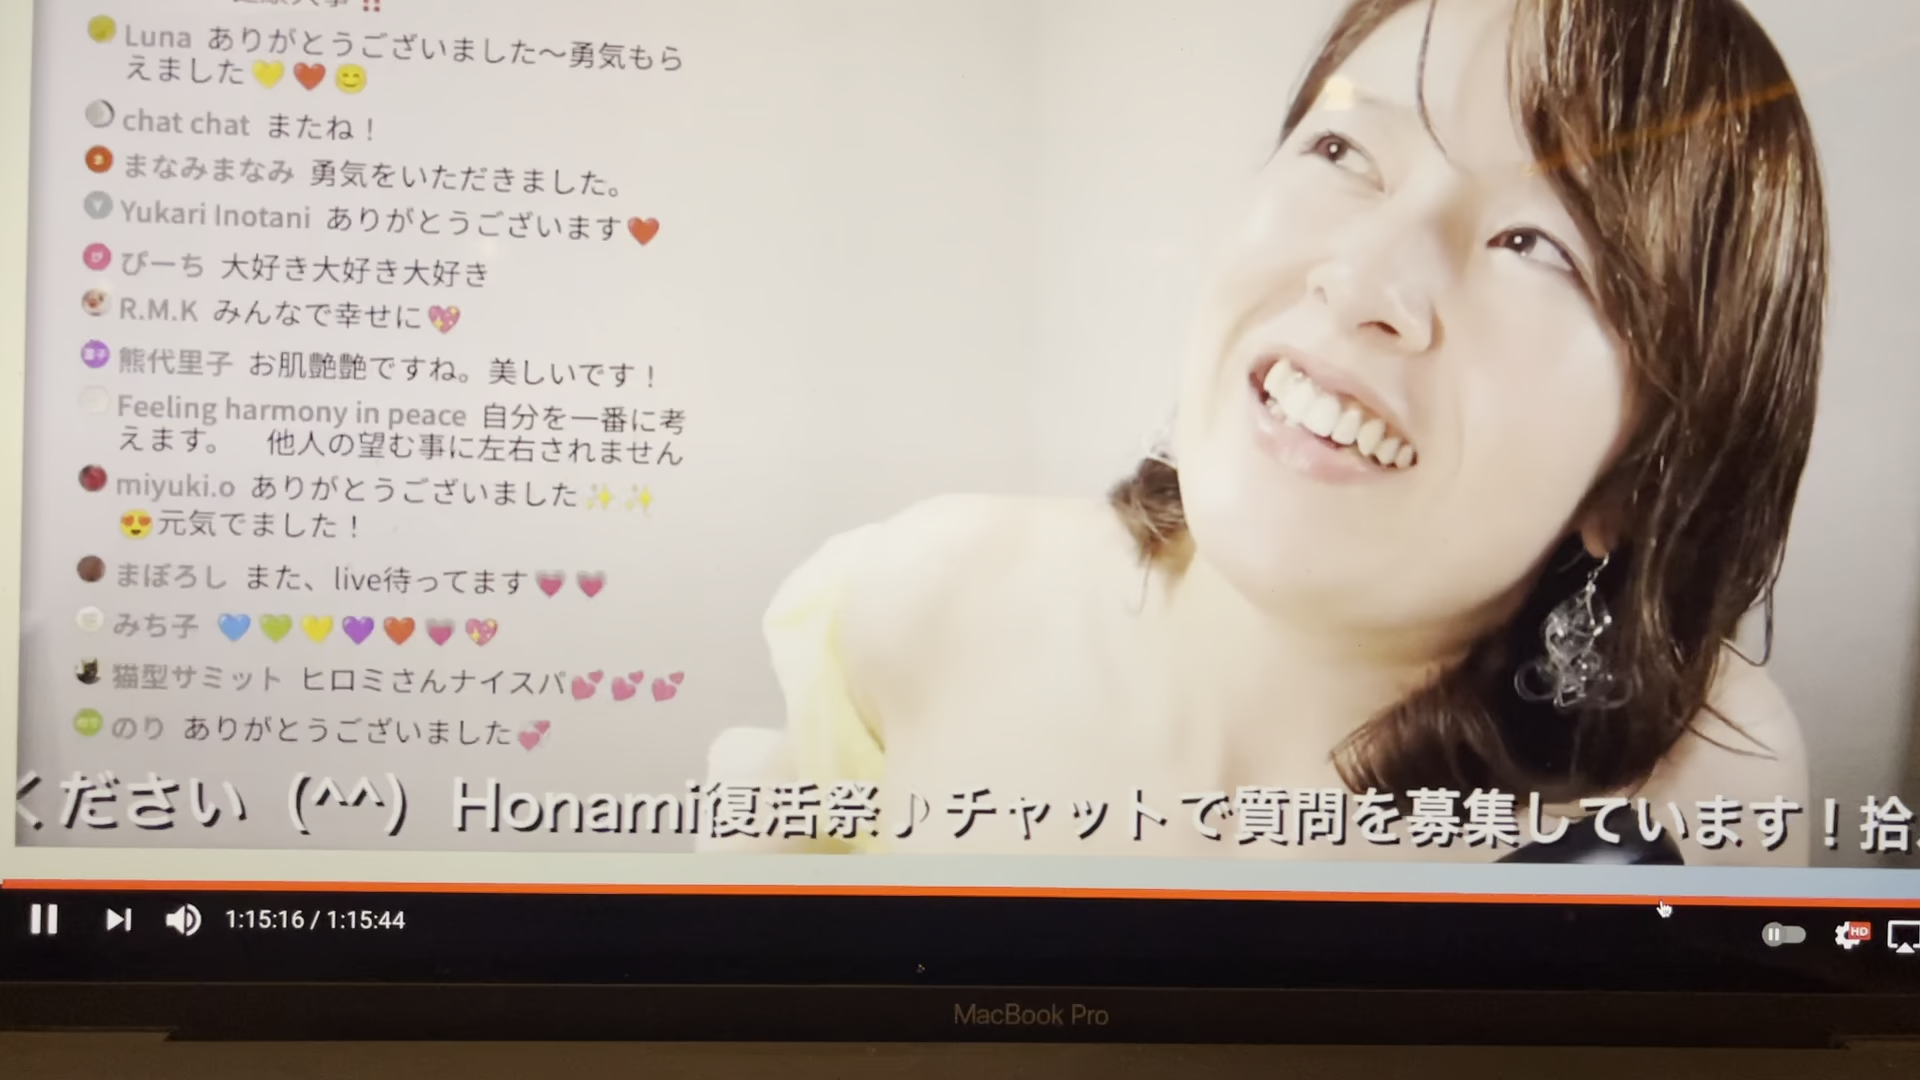 Luna ありがとうございました〜勇気もら
えました💛❤️😊
chat chat またね！
まなみまなみ 勇気をいただきました。
Yukari Inotani ありがとうございます❤️
ぴーち 大好き大好き大好き
R.M.K みんなで幸せに💖
熊代里子 お肌艶艶ですね。美しいです！
Feeling harmony in peace 自分を一番に考
えます。　他人の望む事に左右されません
miyuki.o ありがとうございました✨✨
😍元気でました！
まぼろし また、live待ってます💗💗
みち子 💙💚💛💜❤️💗💖
猫型サミット ヒロミさんナイスパ💕💕💕
のり ありがとうございました💞
ください (^^) Honami復活祭♪チャットで質問を募集しています！拾
1:15:16 / 1:15:44
HD
MacBook Pro